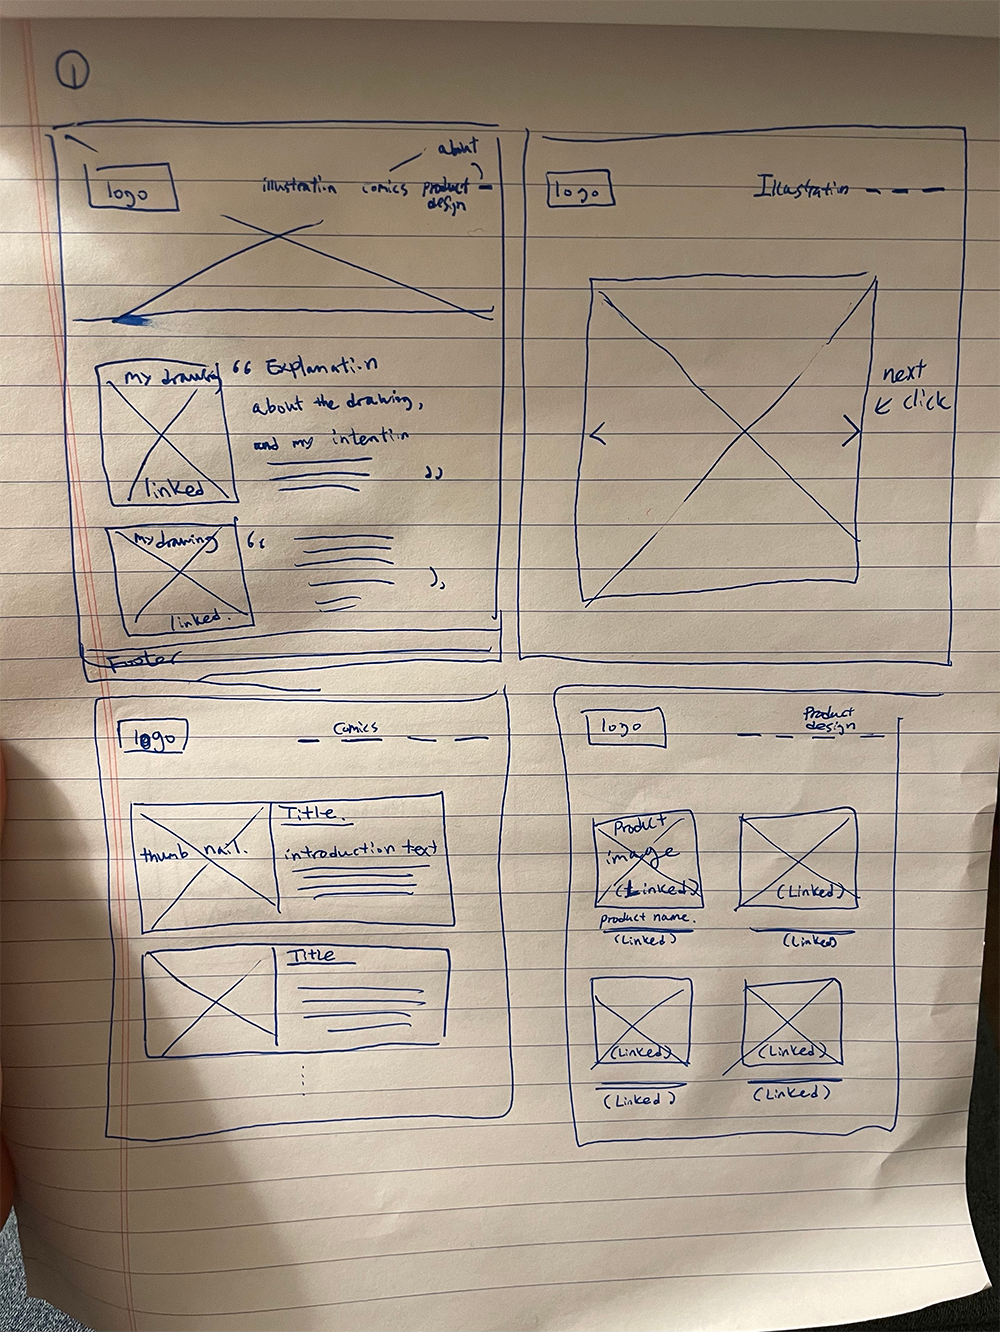 1
about
logo
illustration comics product
design
my drawing
linked
“ Explanation
about the drawing,
and my intention
”
my drawing
linked.
“
”
Footer
logo
Illustration
next
click
logo
Comics
thumb nail.
Title.
introduction text
Title
logo
Product
design
Product
image
(Linked)
product name.
(Linked)
(Linked)
(Linked)
(Linked)
(Linked)
(Linked)
(Linked)